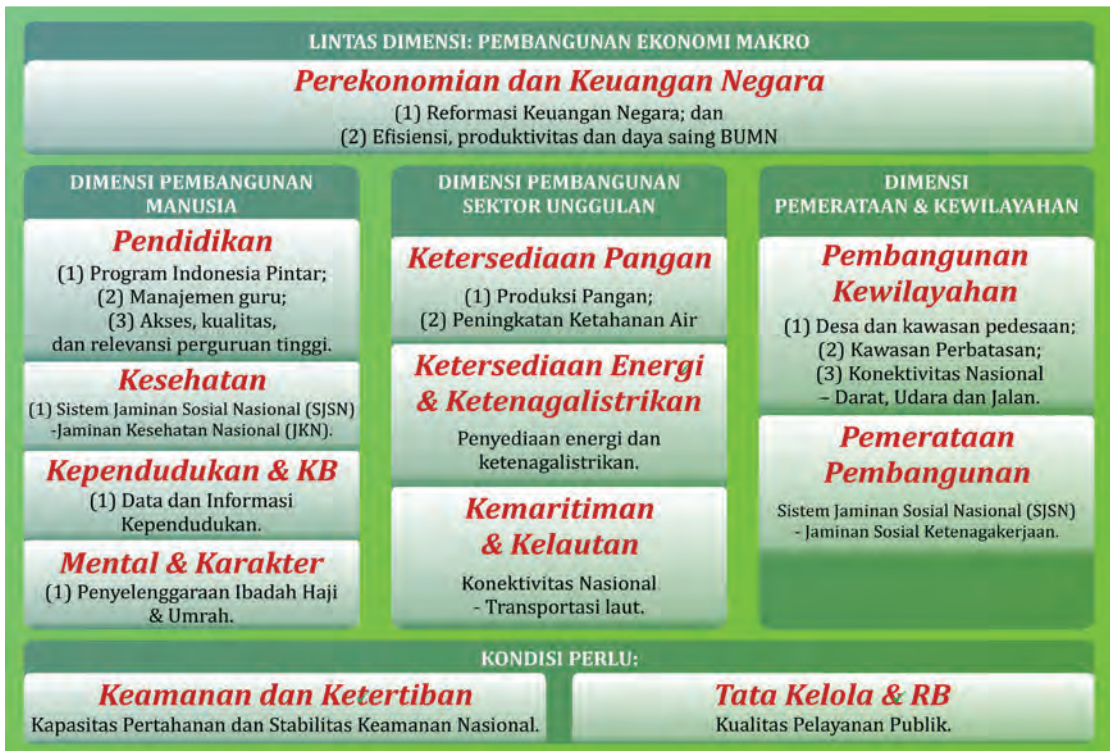 LINTAS DIMENSI: PEMBANGUNAN EKONOMI MAKRO
Perekonomian dan Keuangan Negara
(1) Reformasi Keuangan Negara; dan
(2) Efisiensi, produktivitas dan daya saing BUMN
DIMENSI PEMBANGUNAN
MANUSIA
Pendidikan
(1) Program Indonesia Pintar;
(2) Manajemen guru;
(3) Akses, kualitas,
dan relevansi perguruan tinggi.
Kesehatan
(1) Sistem Jaminan Sosial Nasional (SJSN)
-Jaminan Kesehatan Nasional (JKN).
Kependudukan & KB
(1) Data dan Informasi
Kependudukan.
Mental & Karakter
(1) Penyelenggaraan Ibadah Haji
& Umrah.
DIMENSI PEMBANGUNAN
SEKTOR UNGGULAN
Ketersediaan Pangan
(1) Produksi Pangan;
(2) Peningkatan Ketahanan Air
Ketersediaan Energi
& Ketenagalistrikan
Penyediaan energi dan
ketenagalistrikan.
Kemaritiman
& Kelautan
Konektivitas Nasional
- Transportasi laut.
DIMENSI
PEMERATAAN & KEWILAYAHAN
Pembangunan
Kewilayahan
(1) Desa dan kawasan pedesaan;
(2) Kawasan Perbatasan;
(3) Konektivitas Nasional
– Darat, Udara dan Jalan.
Pemerataan
Pembangunan
Sistem Jaminan Sosial Nasional (SJSN)
- Jaminan Sosial Ketenagakerjaan.
KONDISI PERLU:
Keamanan dan Ketertiban
Kapasitas Pertahanan dan Stabilitas Keamanan Nasional.
Tata Kelola & RB
Kualitas Pelayanan Publik.